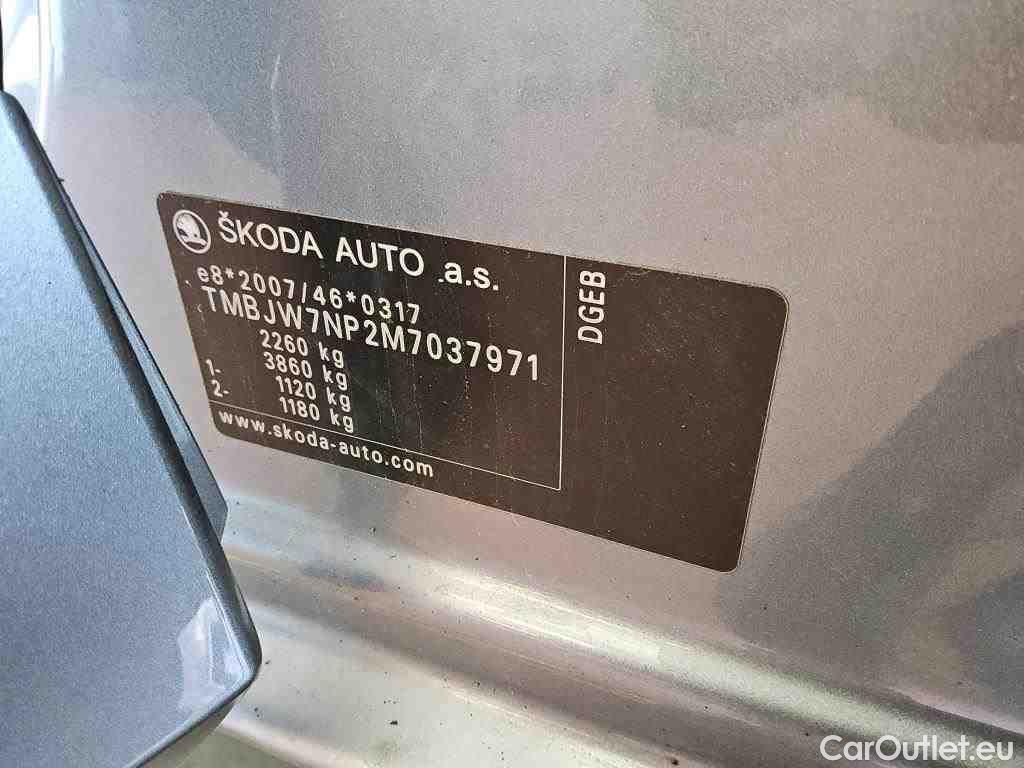 ŠKODA AUTO a.s.
e8*2007/46*0317
TMBJW7NP2M7037971
2260 kg
3860 kg
1- 1120 kg
2- 1180 kg
www.skoda-auto.com
DGEB
CarOutlet.eu